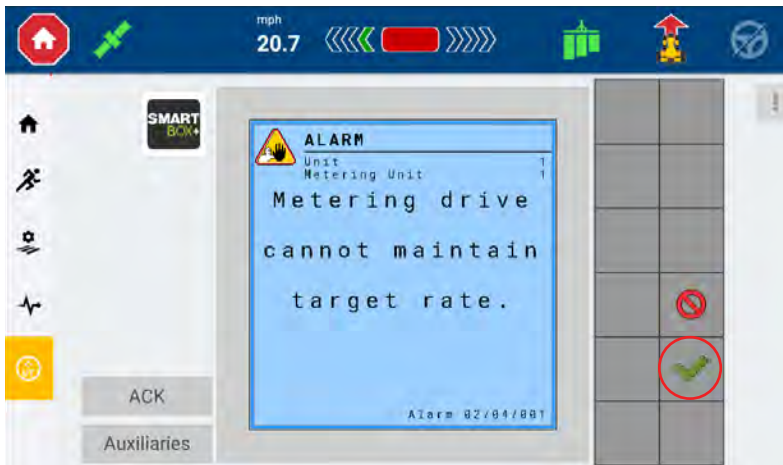 mph
20.7
SMART
BOX+
ALARM
Unit 1
Metering Unit 1
Metering drive
cannot maintain
target rate.
ACK
Alarm 02/04/001
Auxiliaries